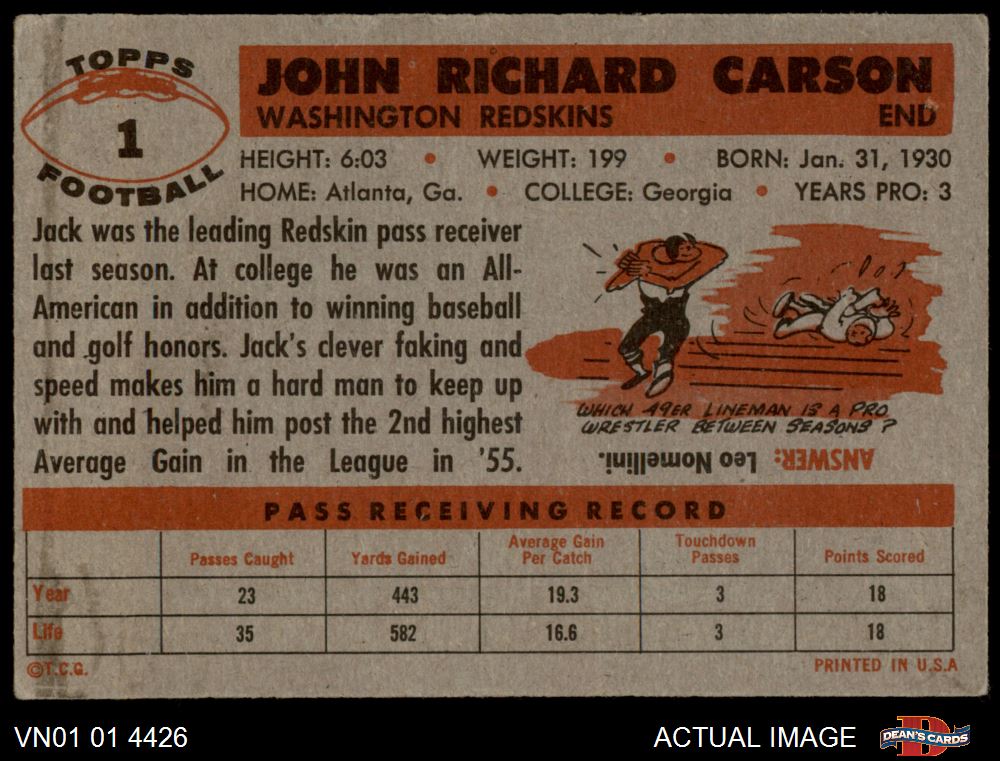 TOPPS
1
FOOTBALL
JOHN RICHARD CARSON
WASHINGTON REDSKINS END
HEIGHT: 6:03 • WEIGHT: 199 • BORN: Jan. 31, 1930
HOME: Atlanta, Ga. • COLLEGE: Georgia • YEARS PRO: 3
Jack was the leading Redskin pass receiver
last season. At college he was an All-
American in addition to winning baseball
and golf honors. Jack's clever faking and
speed makes him a hard man to keep up
with and helped him post the 2nd highest
Average Gain in the League in '55.
WHICH 49ER LINEMAN IS A PRO
WRESTLER BETWEEN SEASONS?
ANSWER: Leo Nomellini.
PASS RECEIVING RECORD
Passes Caught Yards Gained Average Gain Per Catch Touchdown Passes Points Scored
Year 23 443 19.3 3 18
Life 35 582 16.6 3 18
©T.C.G. PRINTED IN U.S.A
VN01 01 4426 ACTUAL IMAGE DEAN'S CARDS